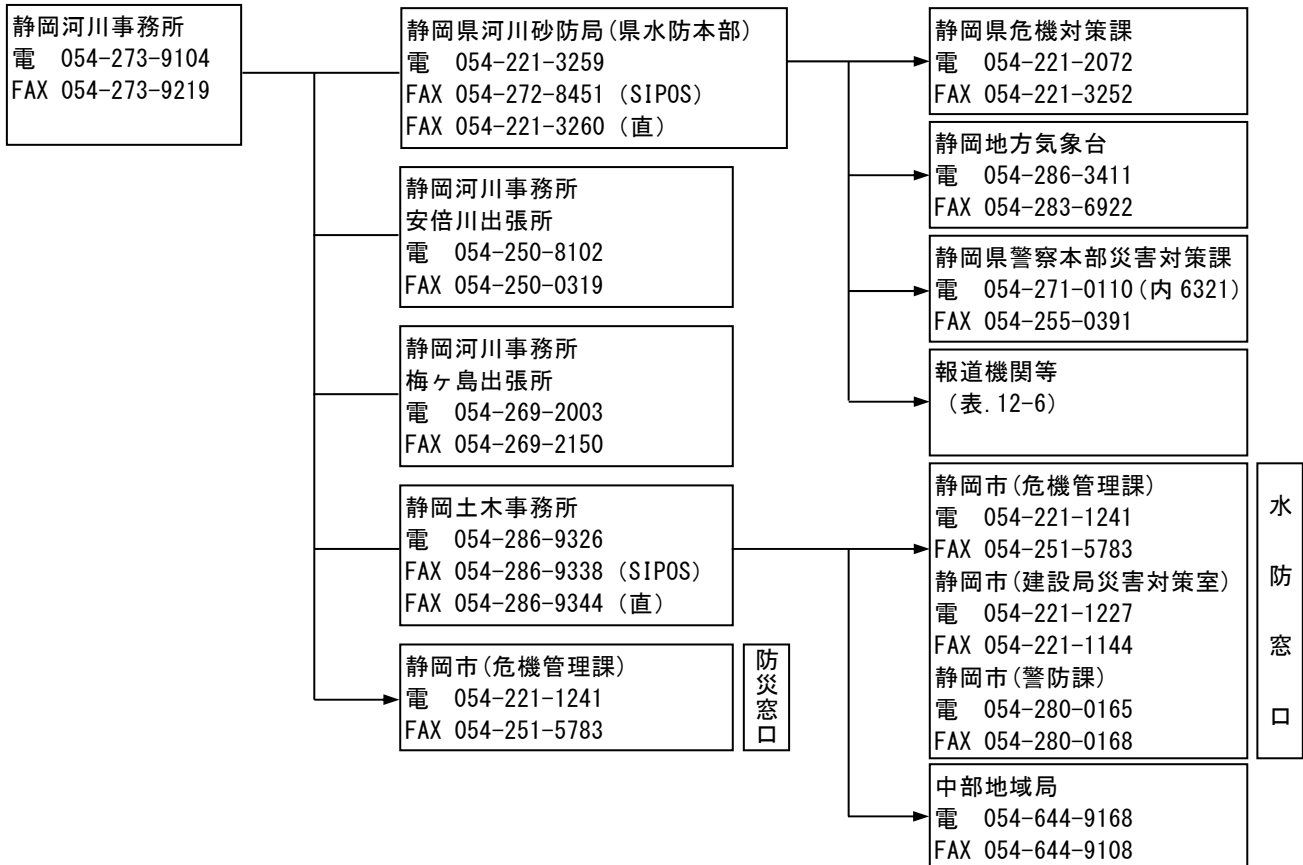 静岡河川事務所
電 054-273-9104
FAX 054-273-9219
静岡県河川砂防局(県水防本部)
電 054-221-3259
FAX 054-272-8451 (SIPOS)
FAX 054-221-3260 (直)
静岡河川事務所
安倍川出張所
電 054-250-8102
FAX 054-250-0319
静岡河川事務所
梅ヶ島出張所
電 054-269-2003
FAX 054-269-2150
静岡土木事務所
電 054-286-9326
FAX 054-286-9338 (SIPOS)
FAX 054-286-9344 (直)
静岡市(危機管理課)
電 054-221-1241
FAX 054-251-5783
防災窓口
静岡県危機対策課
電 054-221-2072
FAX 054-221-3252
静岡地方気象台
電 054-286-3411
FAX 054-283-6922
静岡県警察本部災害対策課
電 054-271-0110(内 6321)
FAX 054-255-0391
報道機関等
(表.12-6)
静岡市(危機管理課)
電 054-221-1241
FAX 054-251-5783
静岡市(建設局災害対策室)
電 054-221-1227
FAX 054-221-1144
静岡市(警防課)
電 054-280-0165
FAX 054-280-0168
水防窓口
中部地域局
電 054-644-9168
FAX 054-644-9108